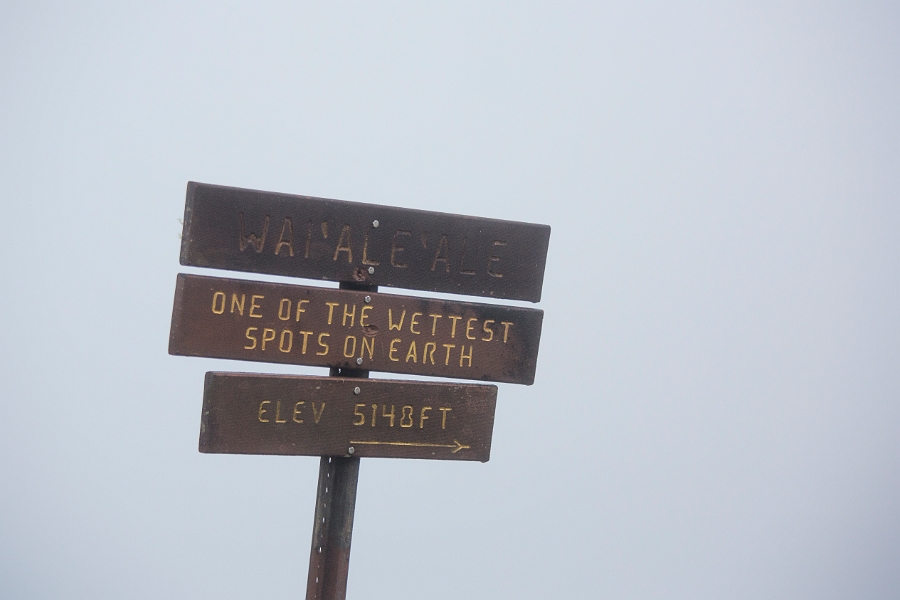 WAI'ALE'ALE
ONE OF THE WETTEST
SPOTS ON EARTH
ELEV 5148FT